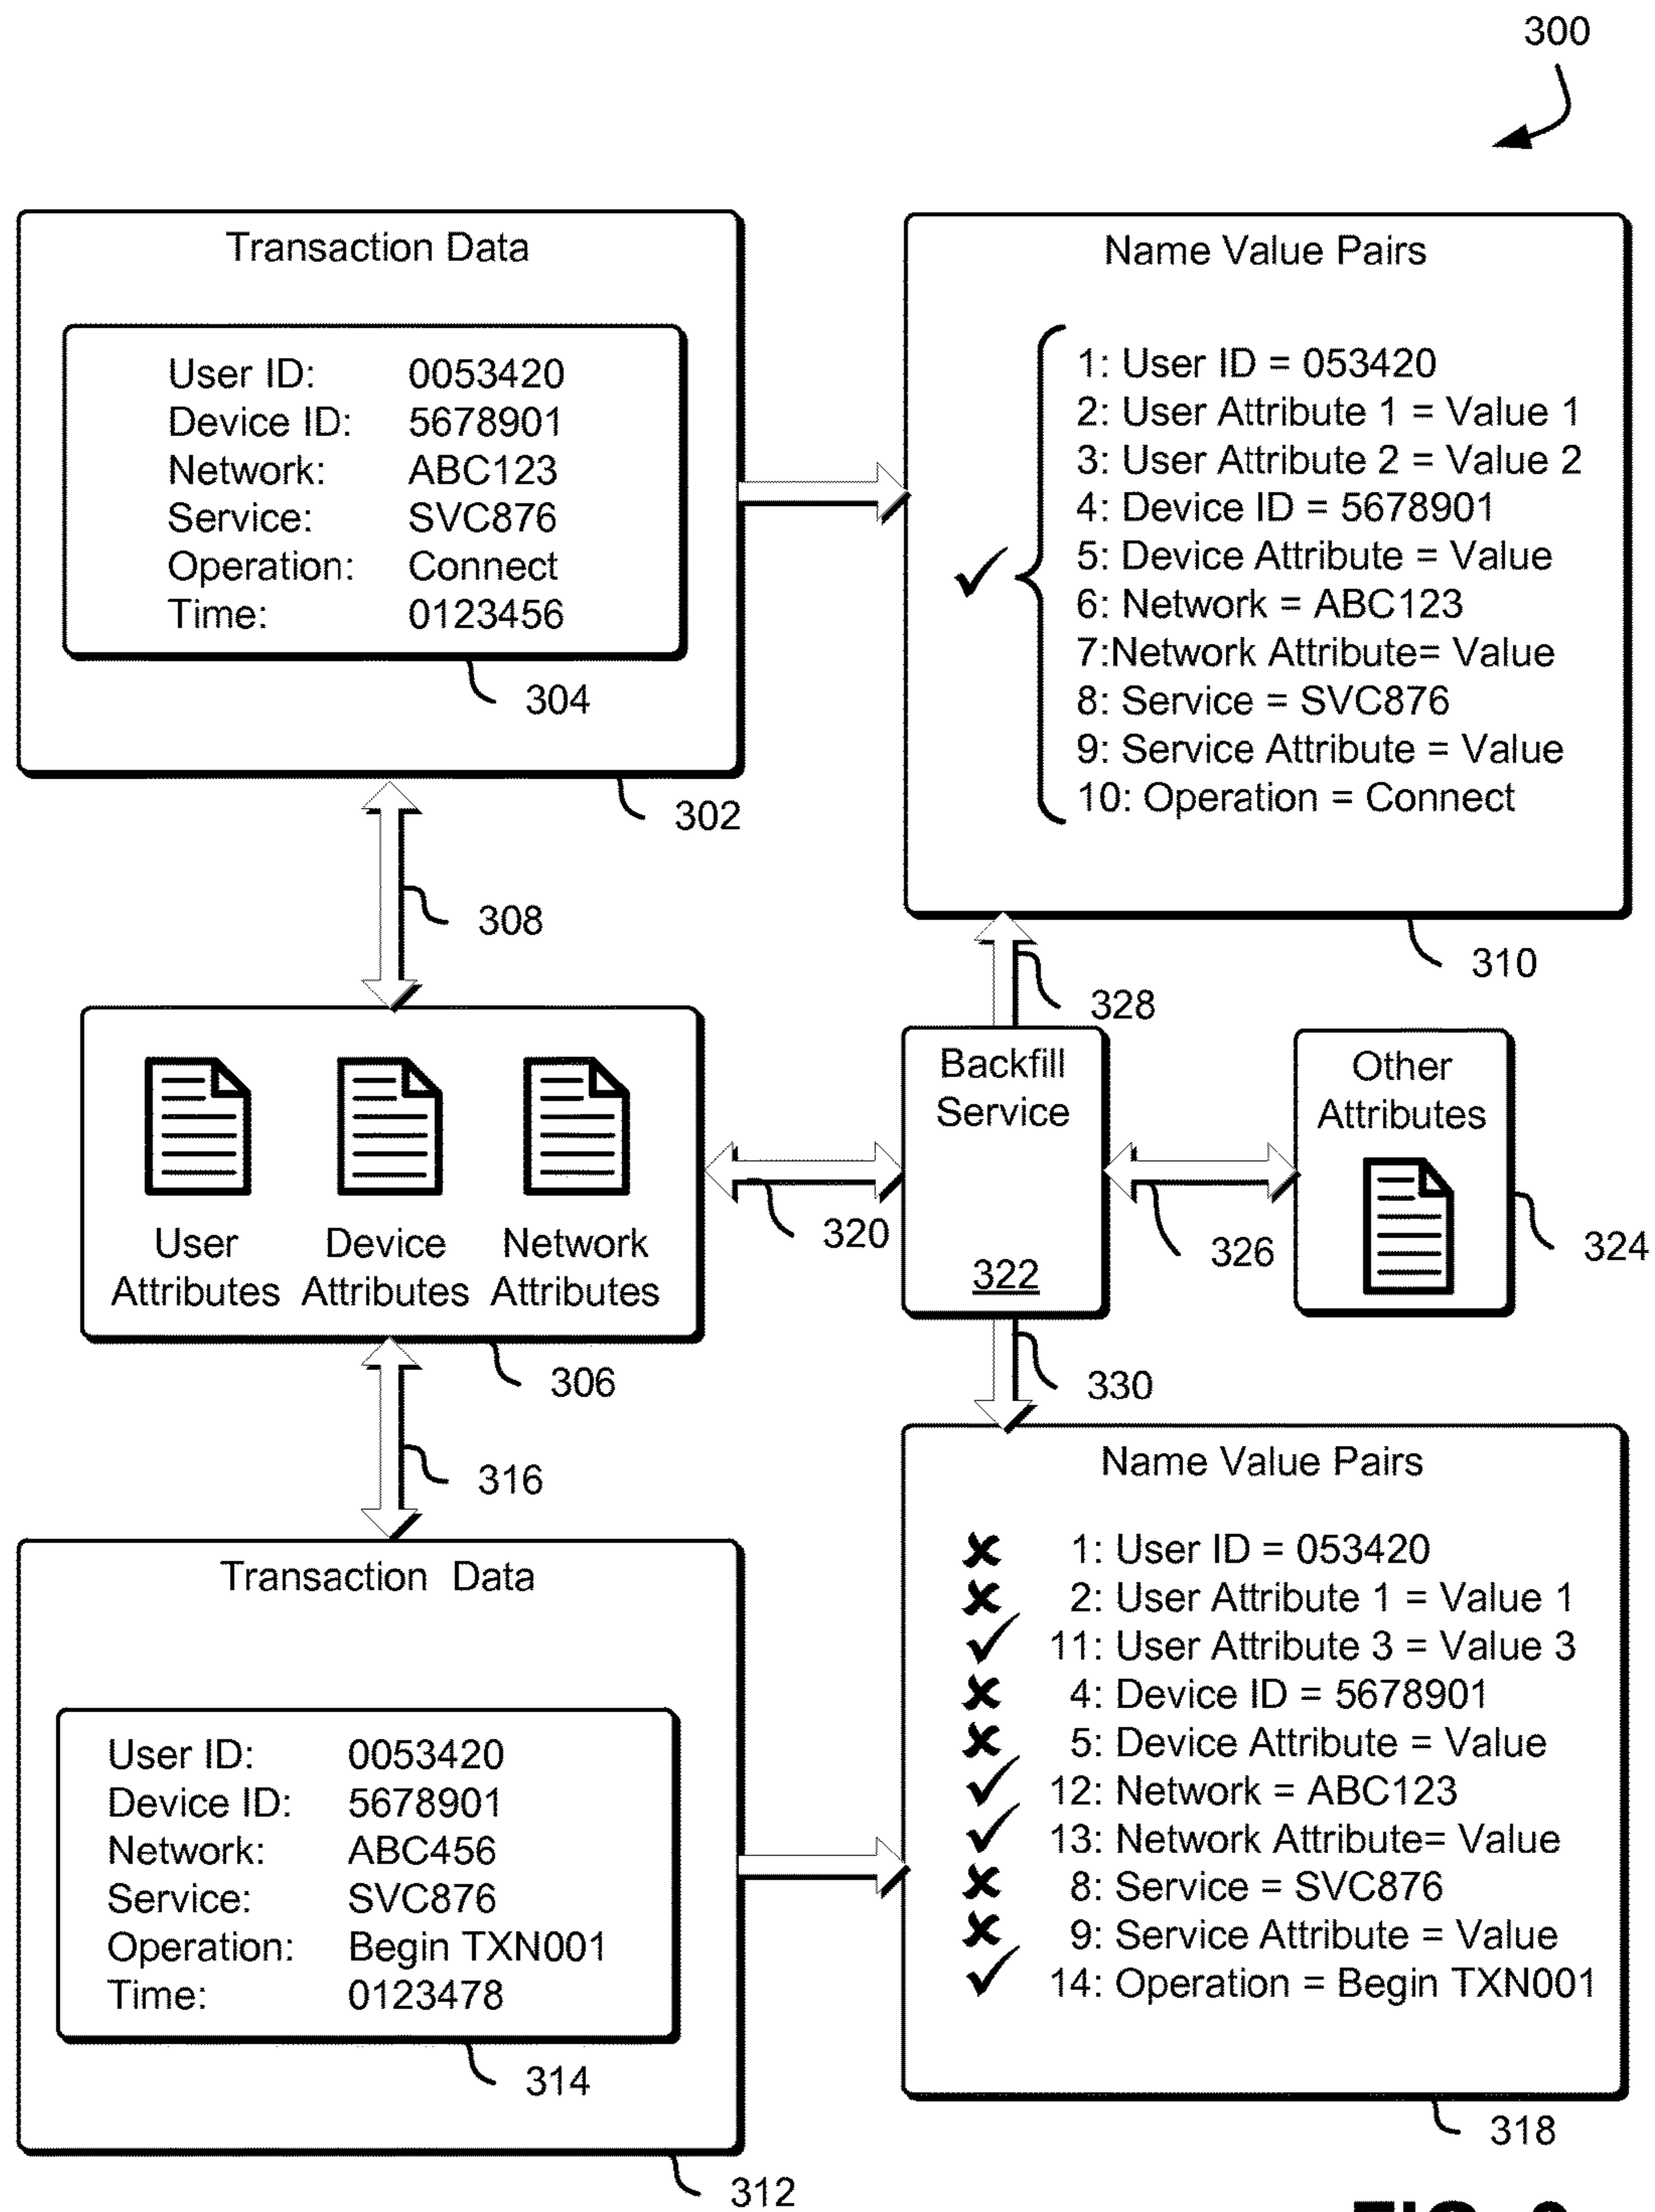 300
Transaction Data
User ID: 0053420
Device ID: 5678901
Network: ABC123
Service: SVC876
Operation: Connect
Time: 0123456
304
302
Name Value Pairs
1: User ID = 053420
2: User Attribute 1 = Value 1
3: User Attribute 2 = Value 2
4: Device ID = 5678901
5: Device Attribute = Value
6: Network = ABC123
7:Network Attribute= Value
8: Service = SVC876
9: Service Attribute = Value
10: Operation = Connect
310
308
328
User
Attributes
Device
Attributes
Network
Attributes
306
320
Backfill
Service
322
326
Other
Attributes
324
330
316
Transaction Data
User ID: 0053420
Device ID: 5678901
Network: ABC456
Service: SVC876
Operation: Begin TXN001
Time: 0123478
314
312
Name Value Pairs
1: User ID = 053420
2: User Attribute 1 = Value 1
11: User Attribute 3 = Value 3
4: Device ID = 5678901
5: Device Attribute = Value
12: Network = ABC123
13: Network Attribute= Value
8: Service = SVC876
9: Service Attribute = Value
14: Operation = Begin TXN001
318